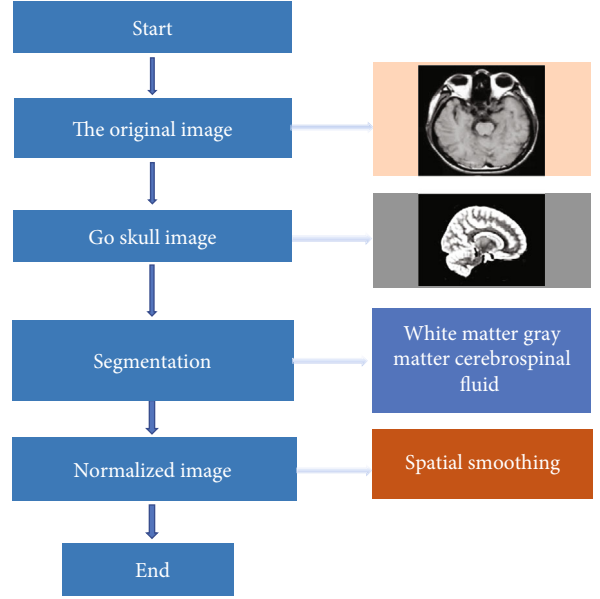 Start
The original image
Go skull image
Segmentation
White matter gray
matter cerebrospinal
fluid
Normalized image
Spatial smoothing
End